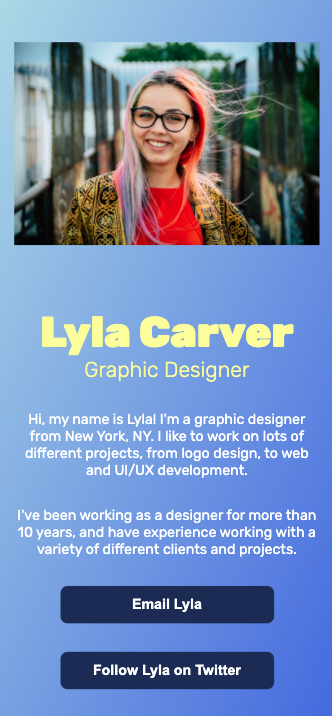 Lyla Carver
Graphic Designer
Hi, my name is Lyla! I'm a graphic designer
from New York, NY. I like to work on lots of
different projects, from logo design, to web
and UI/UX development.
I've been working as a designer for more than
10 years, and have experience working with a
variety of different clients and projects.
Email Lyla
Follow Lyla on Twitter